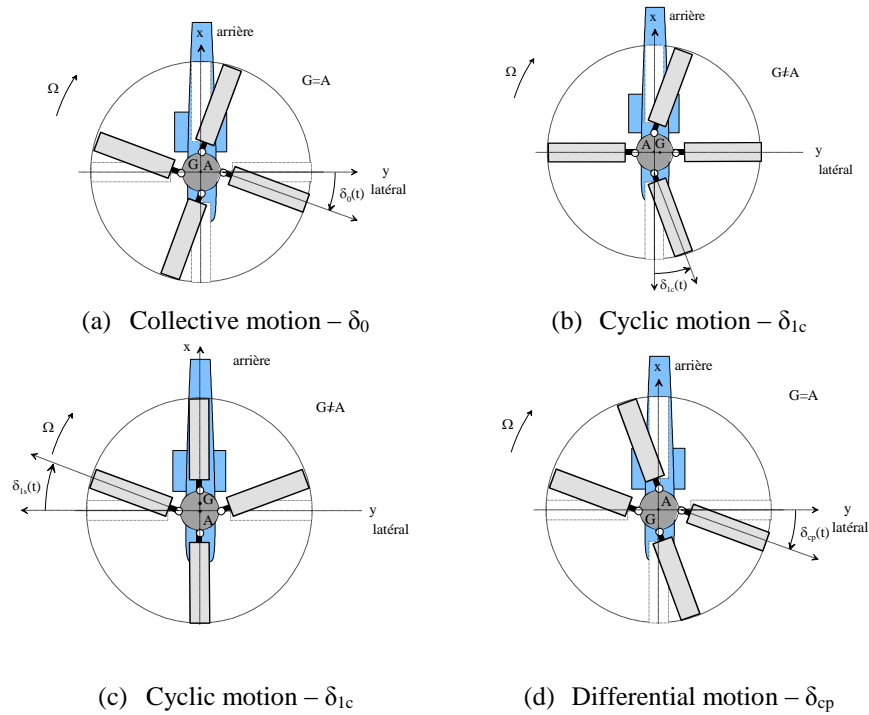 x arrière
Ω
G=A
G A
y
latéral
δ₀(t)
(a) Collective motion – δ₀
x
arrière
Ω
G≠A
A G
y
latéral
δ₁c(t)
(b) Cyclic motion – δ₁c
x
arrière
Ω
G≠A
δ₁s(t)
G
A
y
latéral
(c) Cyclic motion – δ₁c
x
arrière
Ω
G=A
A
G
y
δcp(t) latéral
(d) Differential motion – δcp